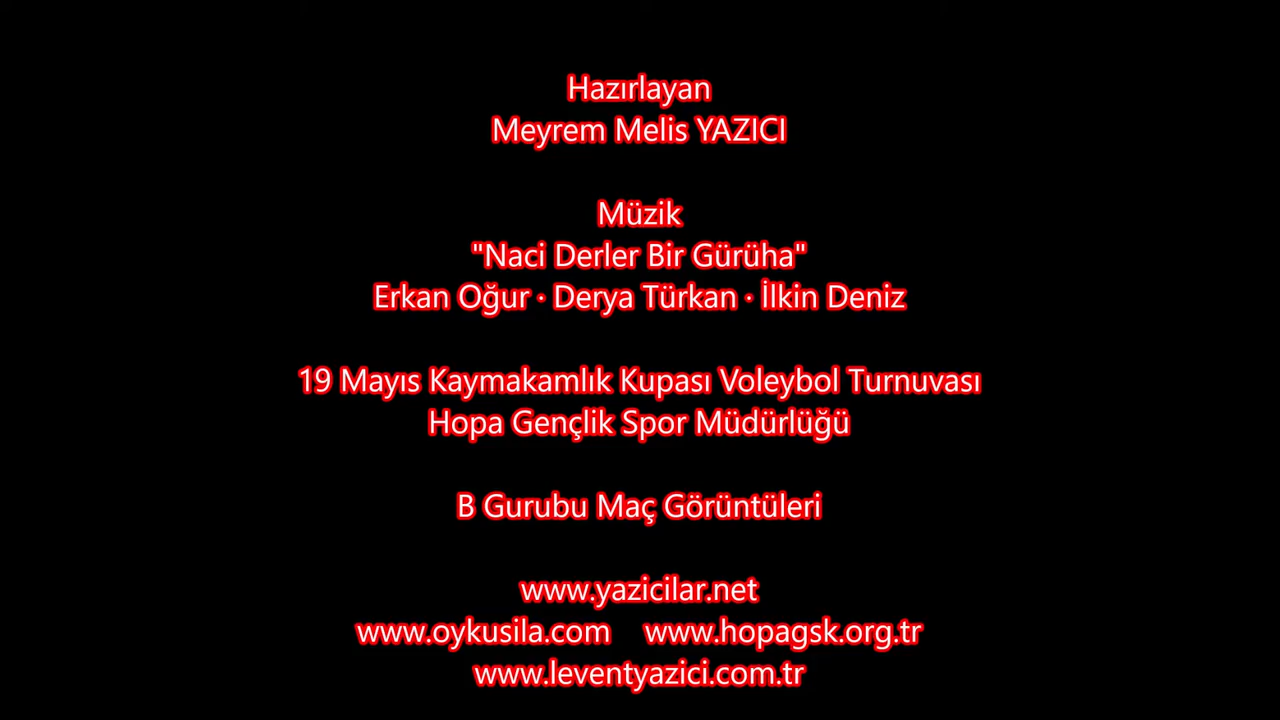 Hazırlayan
Meyrem Melis YAZICI
Müzik
"Naci Derler Bir Gürüha"
Erkan Oğur · Derya Türkan · İlkin Deniz
19 Mayıs Kaymakamlık Kupası Voleybol Turnuvası
Hopa Gençlik Spor Müdürlüğü
B Gurubu Maç Görüntüleri
www.yazicilar.net
www.oykusila.com www.hopagsk.org.tr
www.leventyazici.com.tr